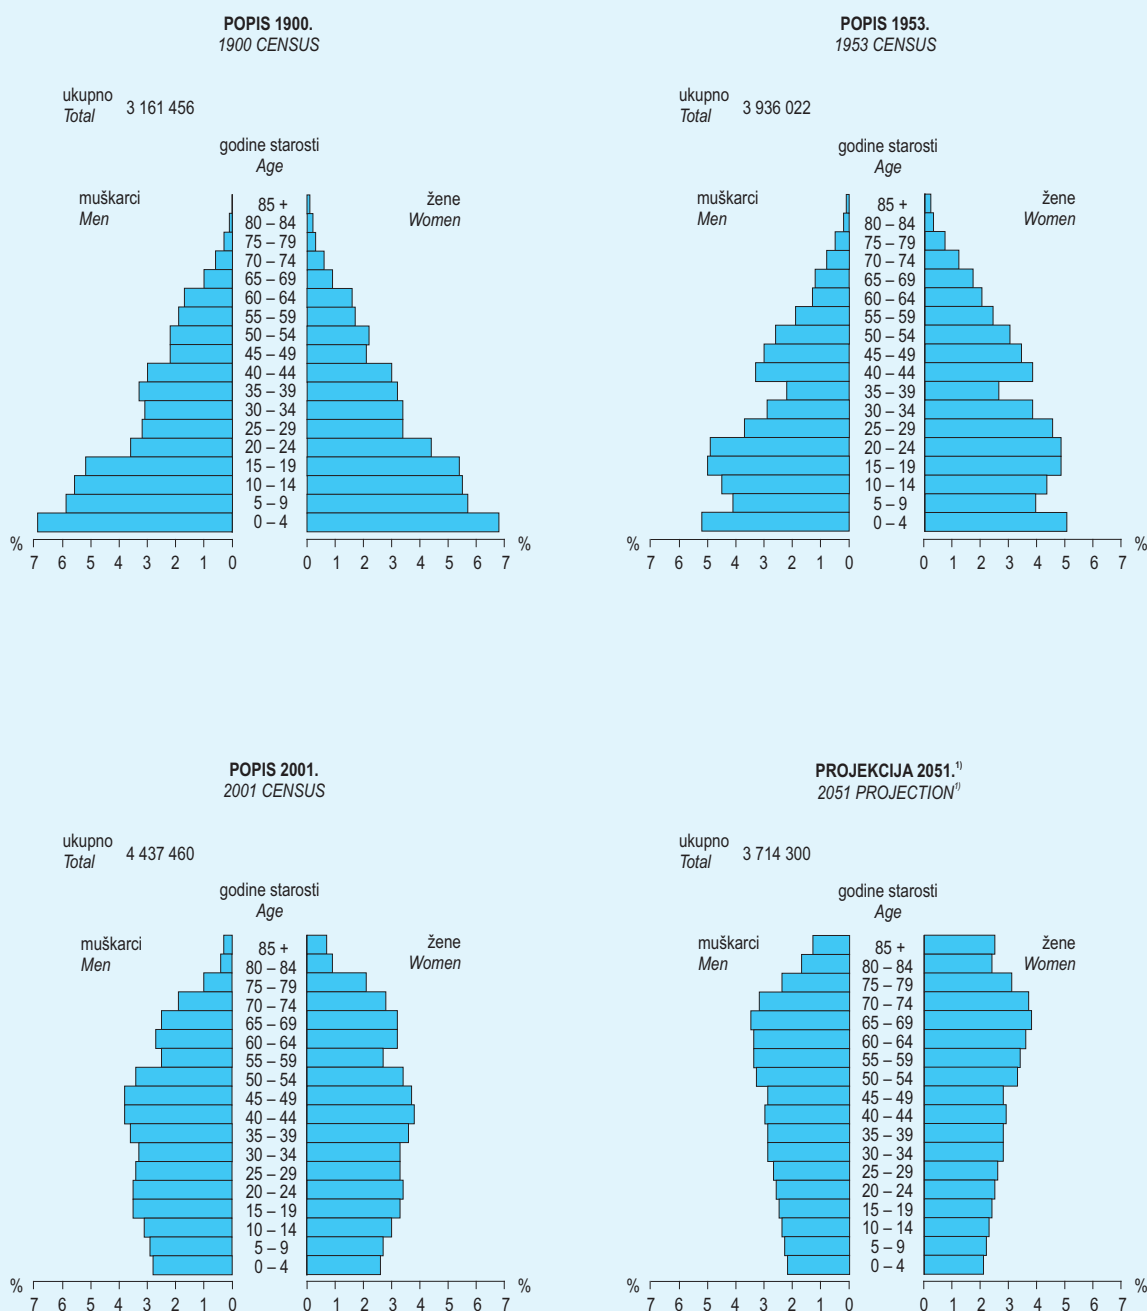 POPIS 1900.
1900 CENSUS
ukupno
Total 3 161 456
godine starosti
Age
muškarci
Men
žene
Women
85 +
80 – 84
75 – 79
70 – 74
65 – 69
60 – 64
55 – 59
50 – 54
45 – 49
40 – 44
35 – 39
30 – 34
25 – 29
20 – 24
15 – 19
10 – 14
5 – 9
0 – 4
% 7 6 5 4 3 2 1 0 0 1 2 3 4 5 6 7 %
POPIS 1953.
1953 CENSUS
ukupno
Total 3 936 022
godine starosti
Age
muškarci
Men
žene
Women
85 +
80 – 84
75 – 79
70 – 74
65 – 69
60 – 64
55 – 59
50 – 54
45 – 49
40 – 44
35 – 39
30 – 34
25 – 29
20 – 24
15 – 19
10 – 14
5 – 9
0 – 4
% 7 6 5 4 3 2 1 0 0 1 2 3 4 5 6 7 %
POPIS 2001.
2001 CENSUS
ukupno
Total 4 437 460
godine starosti
Age
muškarci
Men
žene
Women
85 +
80 – 84
75 – 79
70 – 74
65 – 69
60 – 64
55 – 59
50 – 54
45 – 49
40 – 44
35 – 39
30 – 34
25 – 29
20 – 24
15 – 19
10 – 14
5 – 9
0 – 4
% 7 6 5 4 3 2 1 0 0 1 2 3 4 5 6 7 %
PROJEKCIJA 2051.¹⁾
2051 PROJECTION¹⁾
ukupno
Total 3 714 300
godine starosti
Age
muškarci
Men
žene
Women
85 +
80 – 84
75 – 79
70 – 74
65 – 69
60 – 64
55 – 59
50 – 54
45 – 49
40 – 44
35 – 39
30 – 34
25 – 29
20 – 24
15 – 19
10 – 14
5 – 9
0 – 4
% 7 6 5 4 3 2 1 0 0 1 2 3 4 5 6 7 %